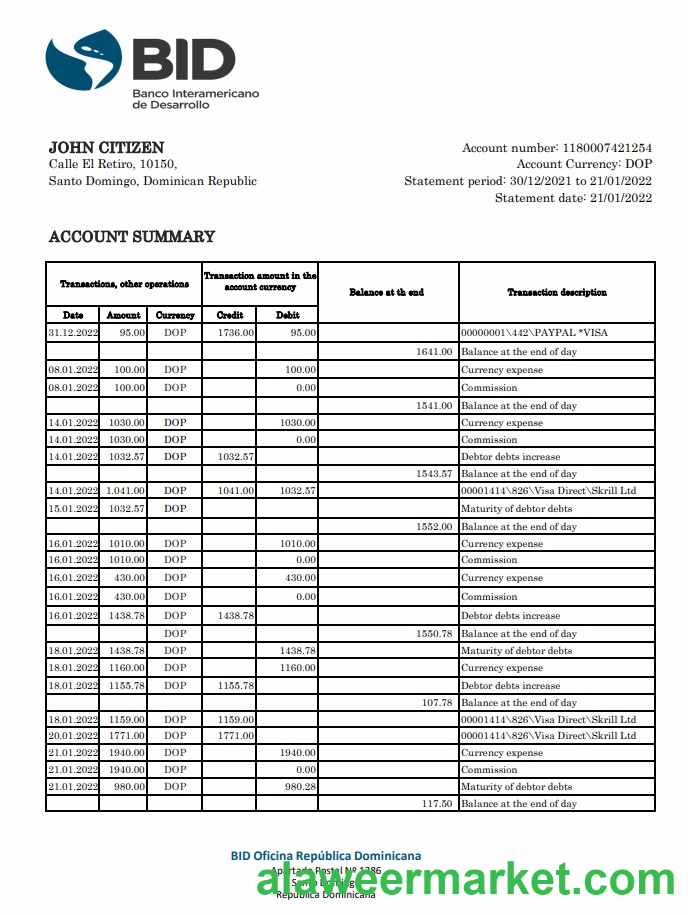 BID
Banco Interamericano
de Desarrollo
JOHN CITIZEN
Calle El Retiro, 10150,
Santo Domingo, Dominican Republic
Account number: 1180007421254
Account Currency: DOP
Statement period: 30/12/2021 to 21/01/2022
Statement date: 21/01/2022
ACCOUNT SUMMARY
Transactions, other operations Transaction amount in the account currency Balance at th end Transaction description
Date Amount Currency Credit Debit
31.12.2022 95.00 DOP 1736.00 95.00 00000001\442\PAYPAL *VISA
1641.00 Balance at the end of day
08.01.2022 100.00 DOP 100.00 Currency expense
08.01.2022 100.00 DOP 0.00 Commission
1541.00 Balance at the end of day
14.01.2022 1030.00 DOP 1030.00 Currency expense
14.01.2022 1030.00 DOP 0.00 Commission
14.01.2022 1032.57 DOP 1032.57 Debtor debts increase
1543.57 Balance at the end of day
14.01.2022 1.041.00 DOP 1041.00 1032.57 00001414\826\Visa Direct\Skrill Ltd
15.01.2022 1032.57 DOP Maturity of debtor debts
1552.00 Balance at the end of day
16.01.2022 1010.00 DOP 1010.00 Currency expense
16.01.2022 1010.00 DOP 0.00 Commission
16.01.2022 430.00 DOP 430.00 Currency expense
16.01.2022 430.00 DOP 0.00 Commission
16.01.2022 1438.78 DOP 1438.78 Debtor debts increase
DOP 1550.78 Balance at the end of day
18.01.2022 1438.78 DOP 1438.78 Maturity of debtor debts
18.01.2022 1160.00 DOP 1160.00 Currency expense
18.01.2022 1155.78 DOP 1155.78 Debtor debts increase
107.78 Balance at the end of day
18.01.2022 1159.00 DOP 1159.00 00001414\826\Visa Direct\Skrill Ltd
20.01.2022 1771.00 DOP 1771.00 00001414\826\Visa Direct\Skrill Ltd
21.01.2022 1940.00 DOP 1940.00 Currency expense
21.01.2022 1940.00 DOP 0.00 Commission
21.01.2022 980.00 DOP 980.28 Maturity of debtor debts
117.50 Balance at the end of day
BID Oficina República Dominicana
Apartado Postal Nº 1386
Santo Domingo
República Dominicana
alaweermarket.com